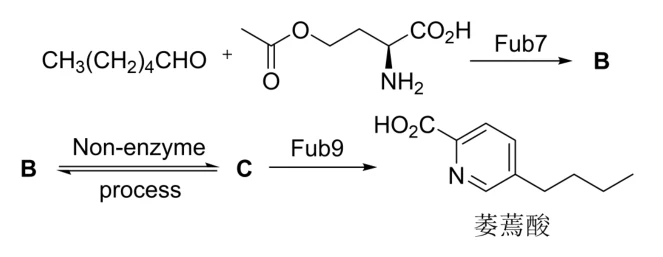 CH3(CH2)4CHO + O O CO2H NH2 Fub7 B
B Non-enzyme process C Fub9 HO2C N
萎蔫酸